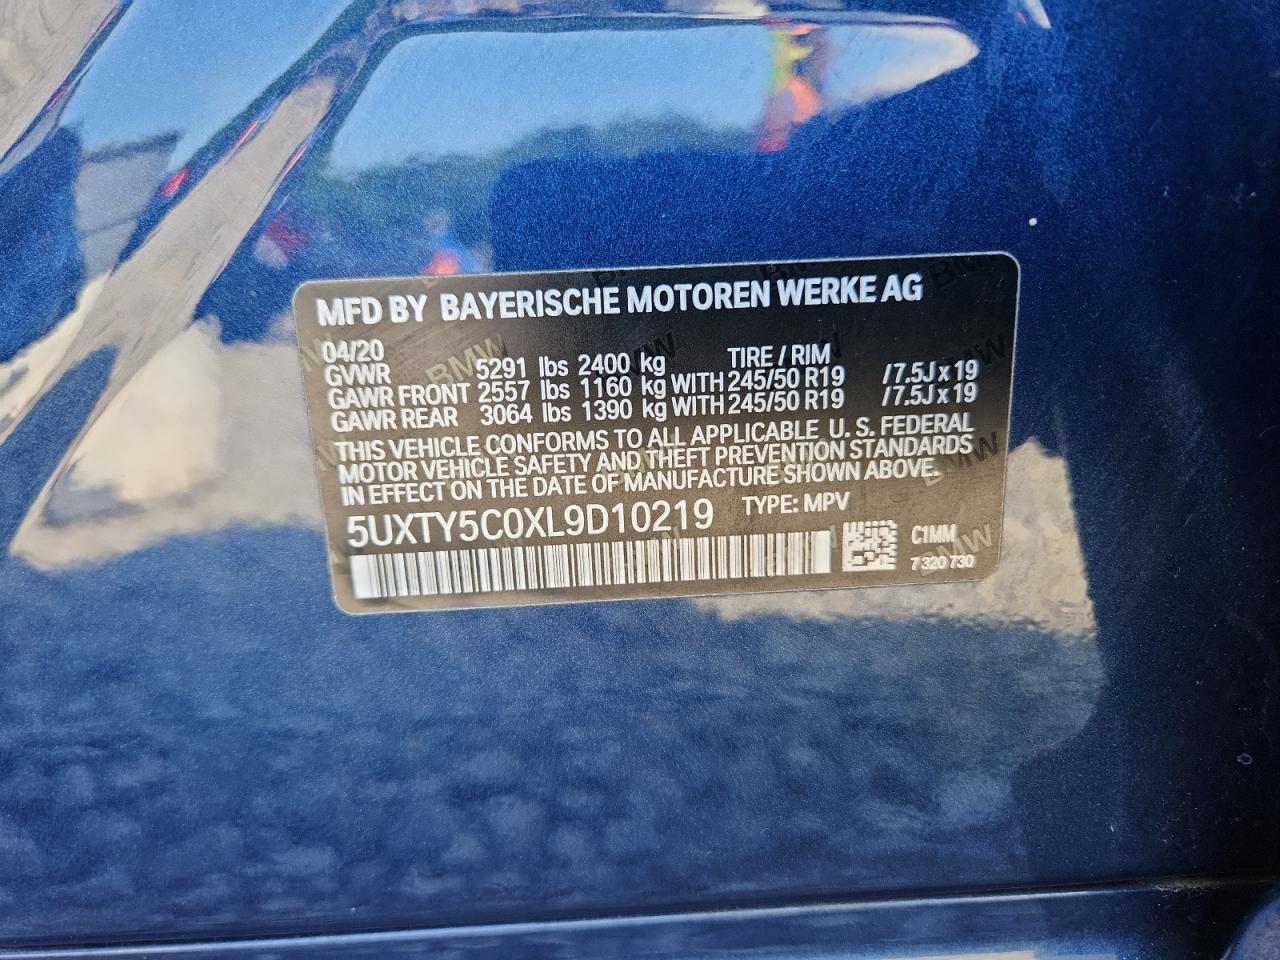 MFD BY BAYERISCHE MOTOREN WERKE AG
04/20
GVWR 5291 lbs 2400 kg TIRE / RIM
GAWR FRONT 2557 lbs 1160 kg WITH 245/50 R19 /7.5J x 19
GAWR REAR 3064 lbs 1390 kg WITH 245/50 R19 /7.5J x 19
THIS VEHICLE CONFORMS TO ALL APPLICABLE U. S. FEDERAL
MOTOR VEHICLE SAFETY AND THEFT PREVENTION STANDARDS
IN EFFECT ON THE DATE OF MANUFACTURE SHOWN ABOVE.
5UXTY5C0XL9D10219 TYPE: MPV
C1MM
7 320 730